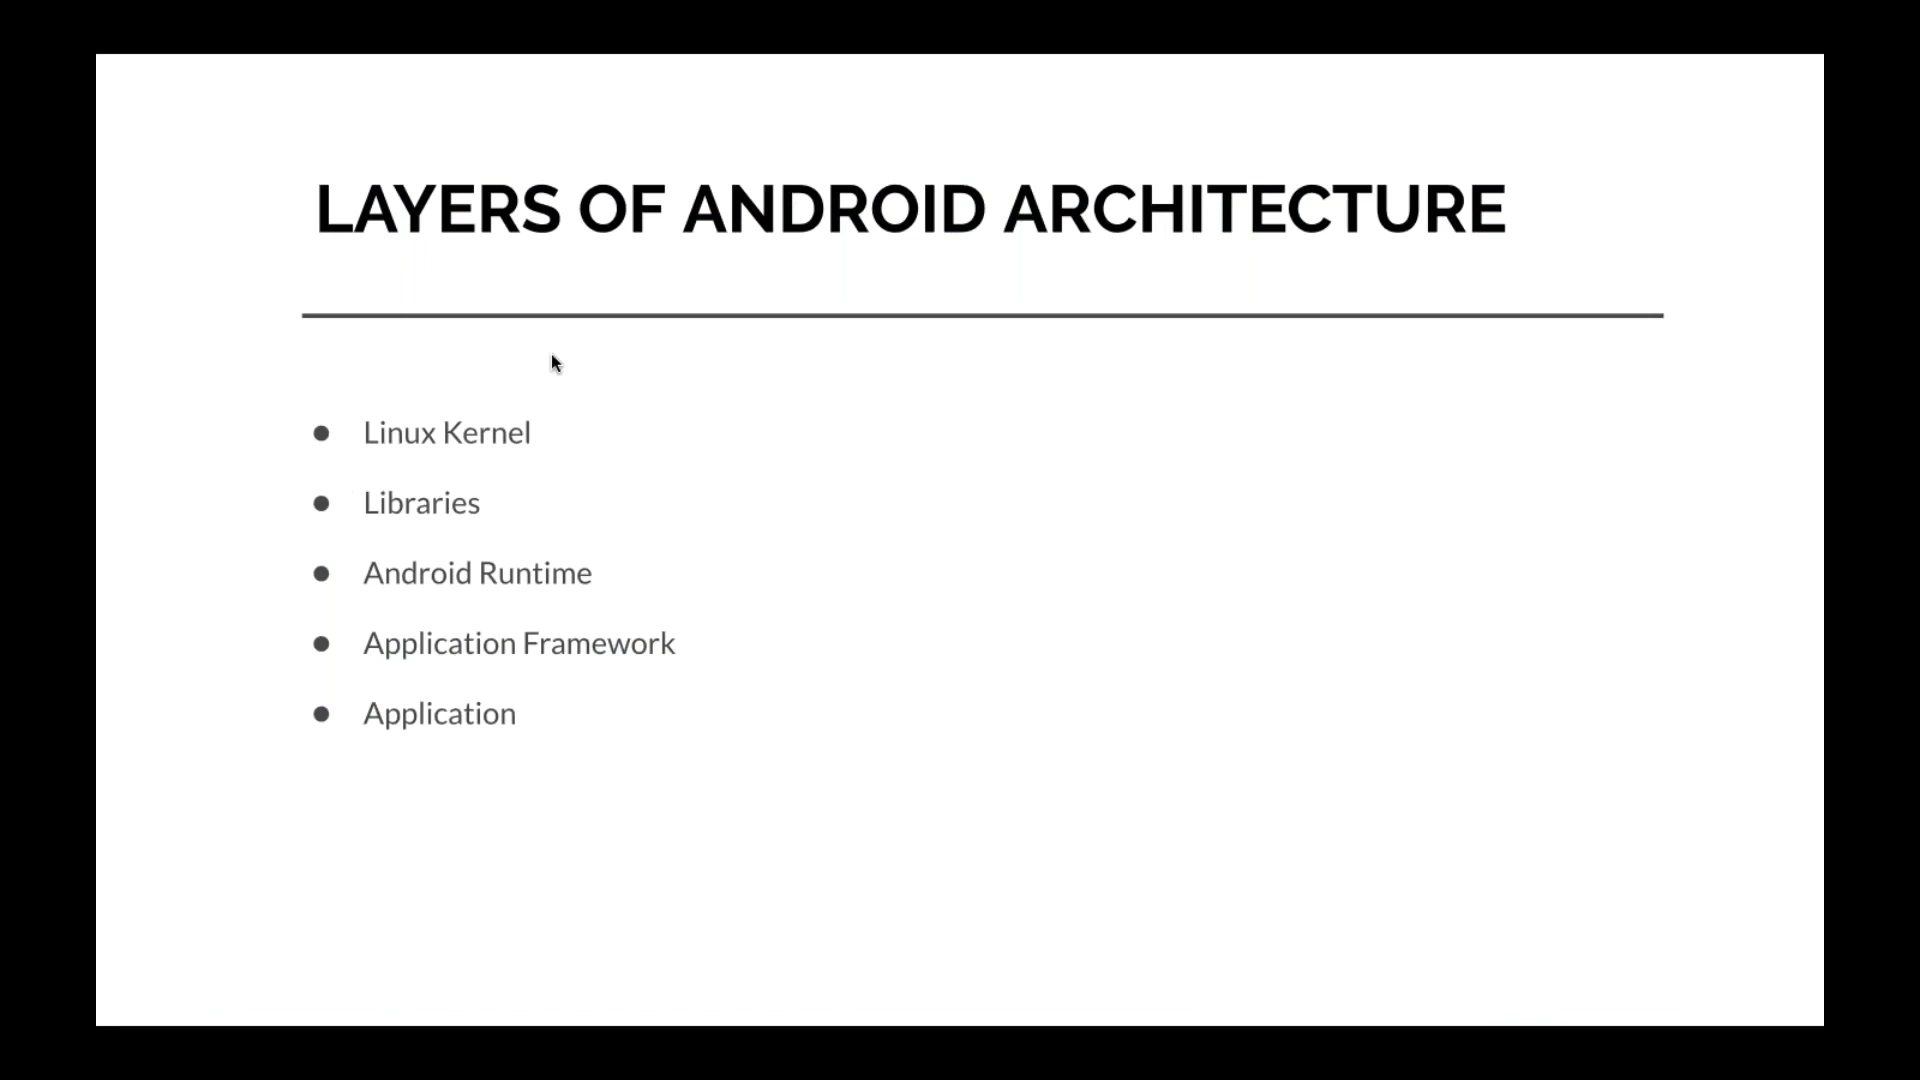 LAYERS OF ANDROID ARCHITECTURE
● Linux Kernel
● Libraries
● Android Runtime
● Application Framework
● Application